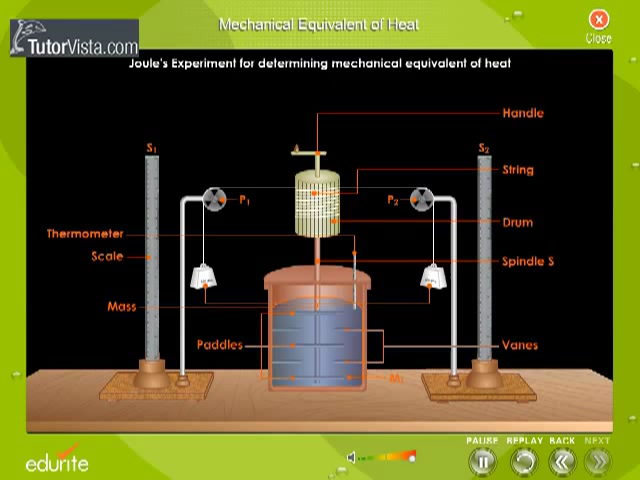 Mechanical Equivalent of Heat
TutorVista.com
Close
Joule's Experiment for determining mechanical equivalent of heat
Handle
A
S1
S2
String
P1
P2
Drum
Thermometer
Scale
Spindle S
Mass
Paddles
Vanes
M1
PAUSE REPLAY BACK NEXT
edurite